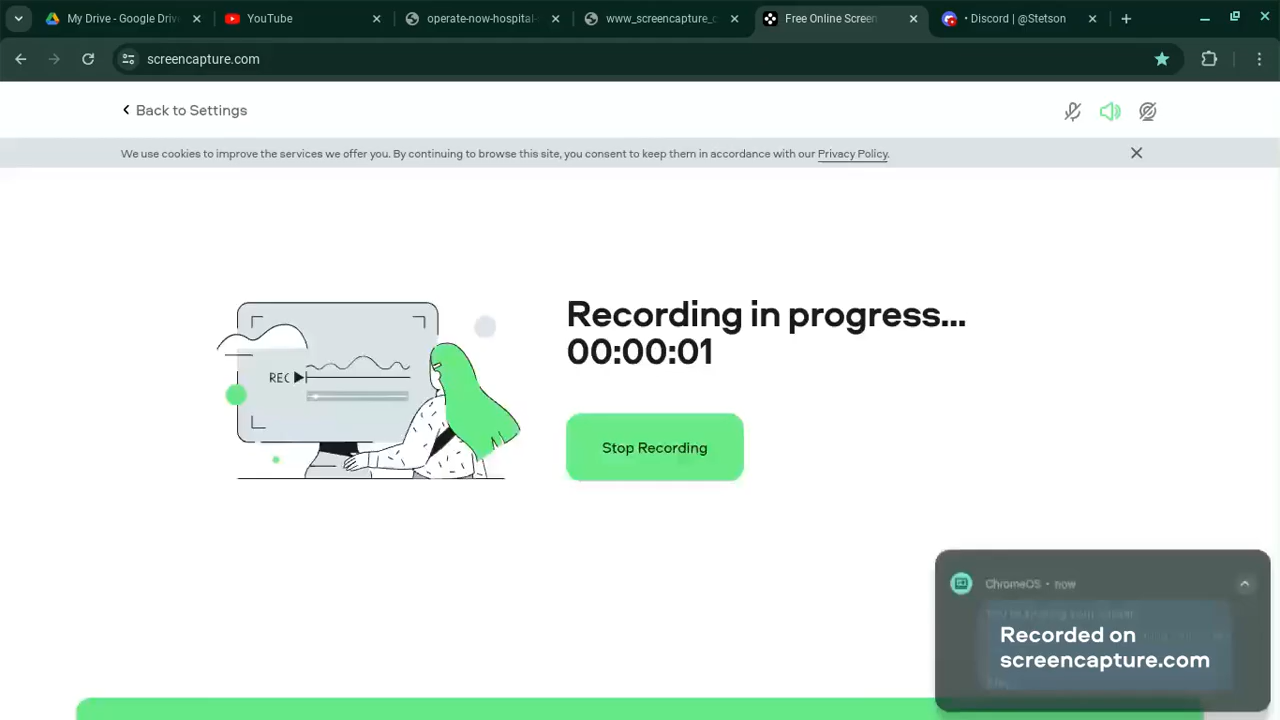 My Drive - Google Drive
YouTube
operate-now-hospital-
www_screencapture_c
Free Online Screen
• Discord | @Stetson
screencapture.com
Back to Settings
We use cookies to improve the services we offer you. By continuing to browse this site, you consent to keep them in accordance with our Privacy Policy.
REC
Recording in progress...
00:00:01
Stop Recording
ChromeOS • now
Recorded on
screencapture.com